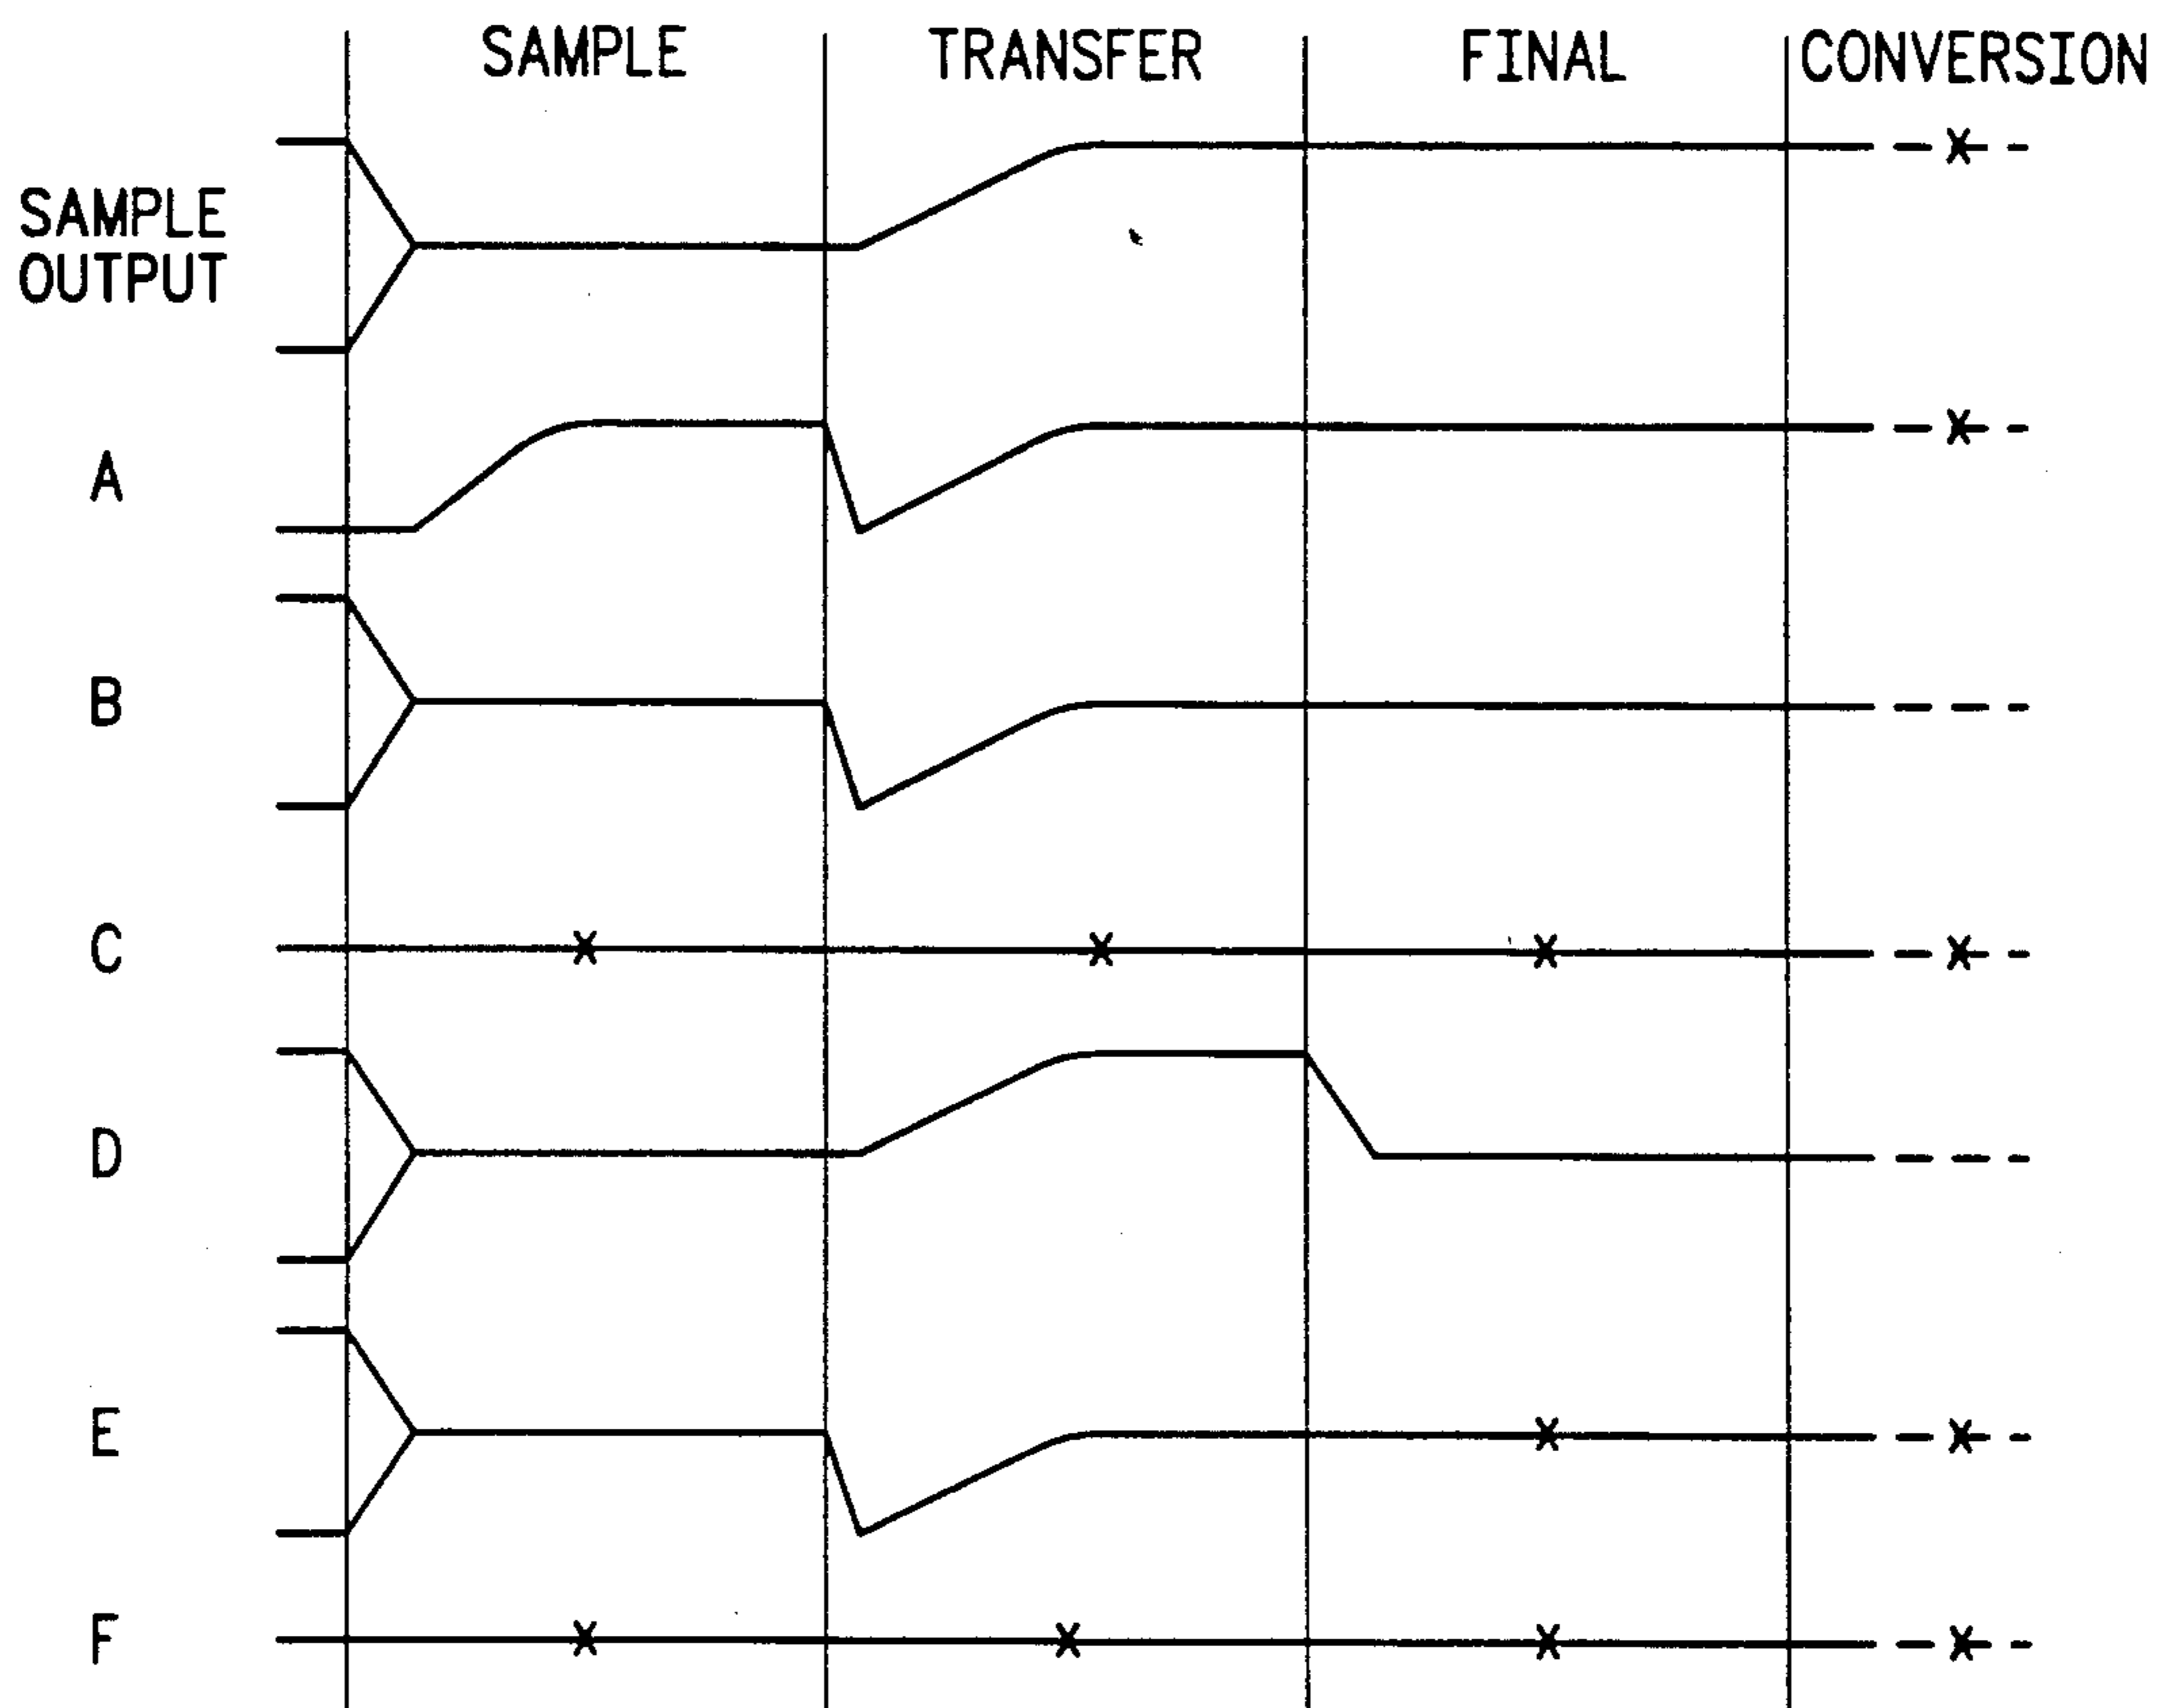 SAMPLE TRANSFER FINAL CONVERSION
SAMPLE
OUTPUT
A
B
C
D
E
F